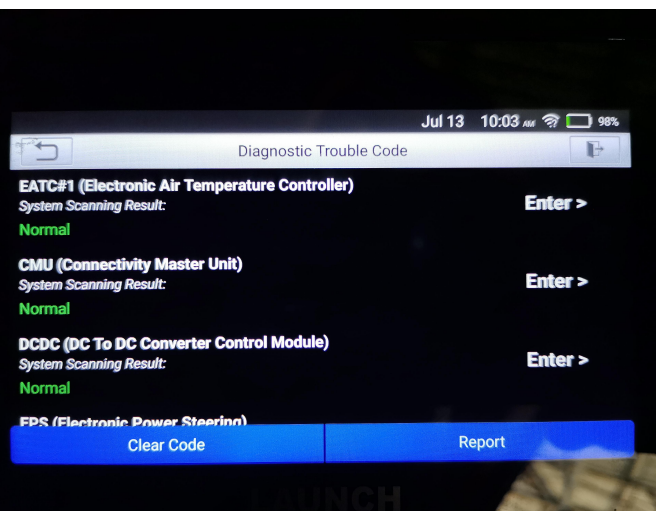 Jul 13 10:03 AM 98%
Diagnostic Trouble Code
EATC#1 (Electronic Air Temperature Controller)
System Scanning Result:
Enter >
Normal
CMU (Connectivity Master Unit)
System Scanning Result:
Enter >
Normal
DCDC (DC To DC Converter Control Module)
System Scanning Result:
Enter >
Normal
EPS (Electronic Power Steering)
Clear Code
Report
LAUNCH